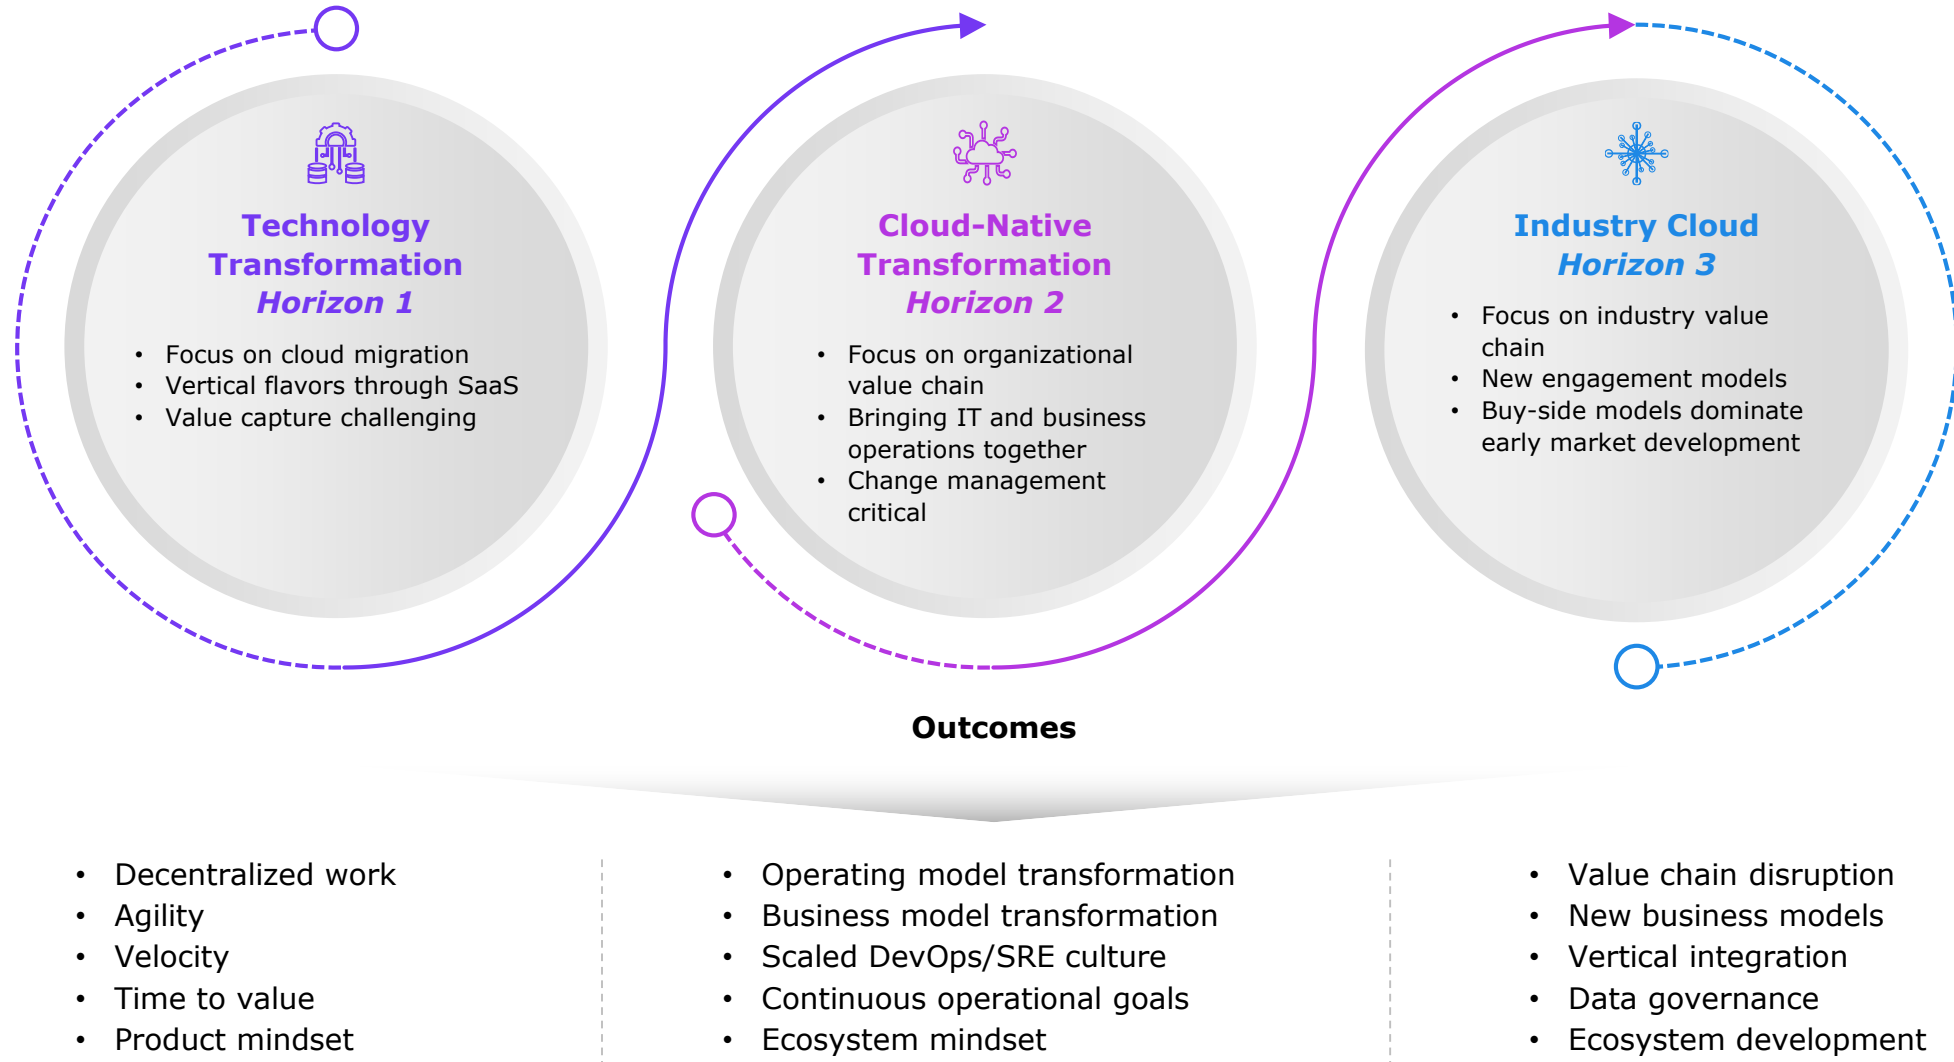 Technology
Transformation
Horizon 1
• Focus on cloud migration
• Vertical flavors through SaaS
• Value capture challenging
Cloud-Native
Transformation
Horizon 2
• Focus on organizational
value chain
• Bringing IT and business
operations together
• Change management
critical
Industry Cloud
Horizon 3
• Focus on industry value
chain
• New engagement models
• Buy-side models dominate
early market development
Outcomes
• Decentralized work
• Agility
• Velocity
• Time to value
• Product mindset
• Operating model transformation
• Business model transformation
• Scaled DevOps/SRE culture
• Continuous operational goals
• Ecosystem mindset
• Value chain disruption
• New business models
• Vertical integration
• Data governance
• Ecosystem development